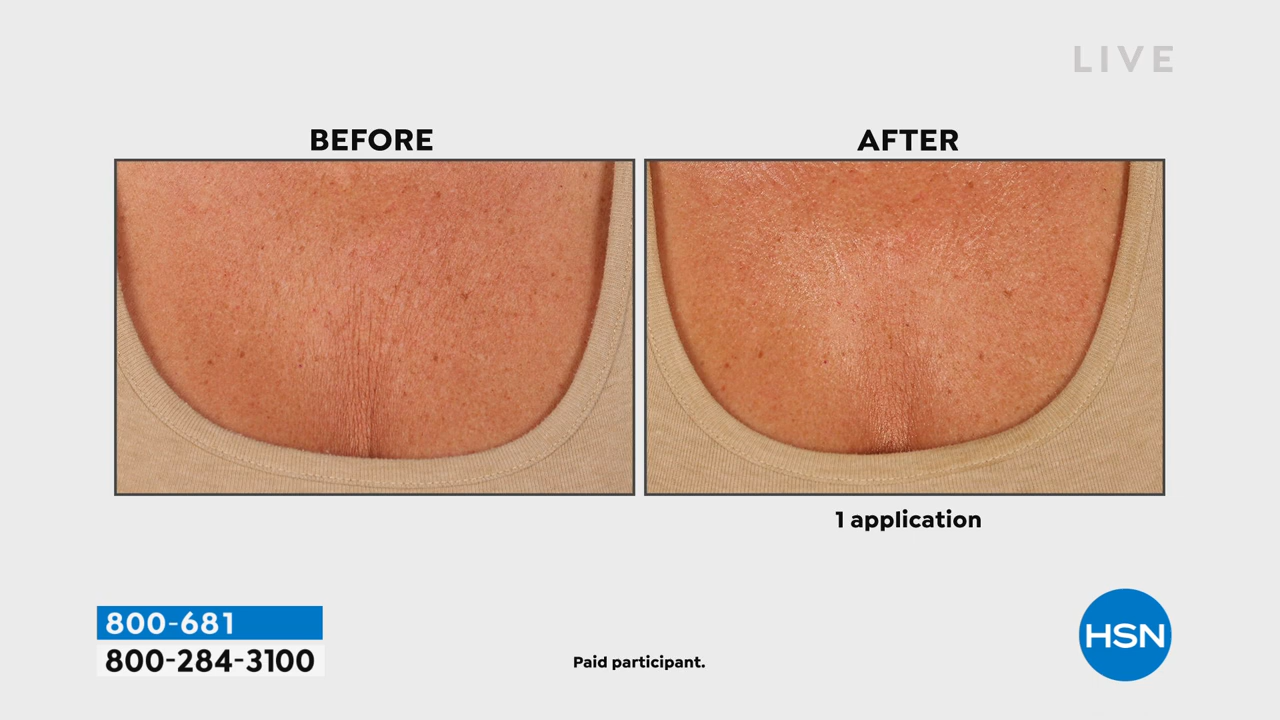 LIVE
BEFORE
AFTER
1 application
800-681
800-284-3100
Paid participant.
HSN